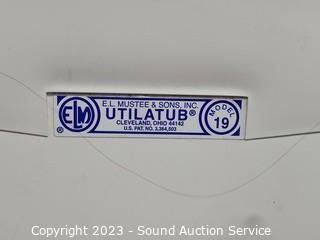 E.L. MUSTEE & SONS, INC.
ELM ®
UTILATUB®
CLEVELAND, OHIO 44142
U.S. PAT. NO. 3,364,503
MODEL
19
Copyright 2023 - Sound Auction Service